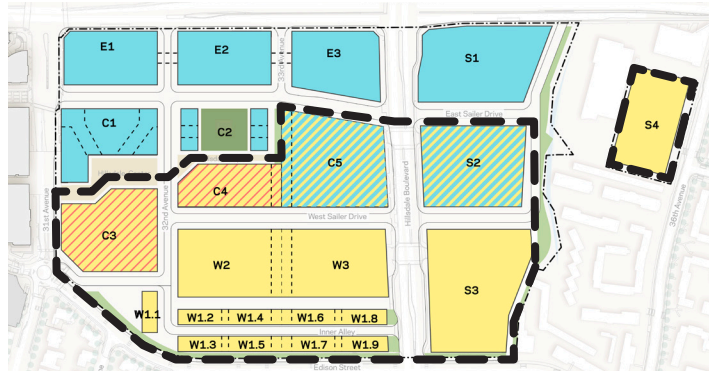 E1
E2
33rd Avenue
E3
S1
East Sailer Drive
C1
C2
S4
C5
S2
31st Avenue
C4
32nd Avenue
C3
West Sailer Drive
Hillsdale Boulevard
36th Avenue
W2
W3
S3
W1.1
W1.2
W1.4
W1.6
W1.8
Inner Alley
W1.3
W1.5
W1.7
W1.9
Edison Street